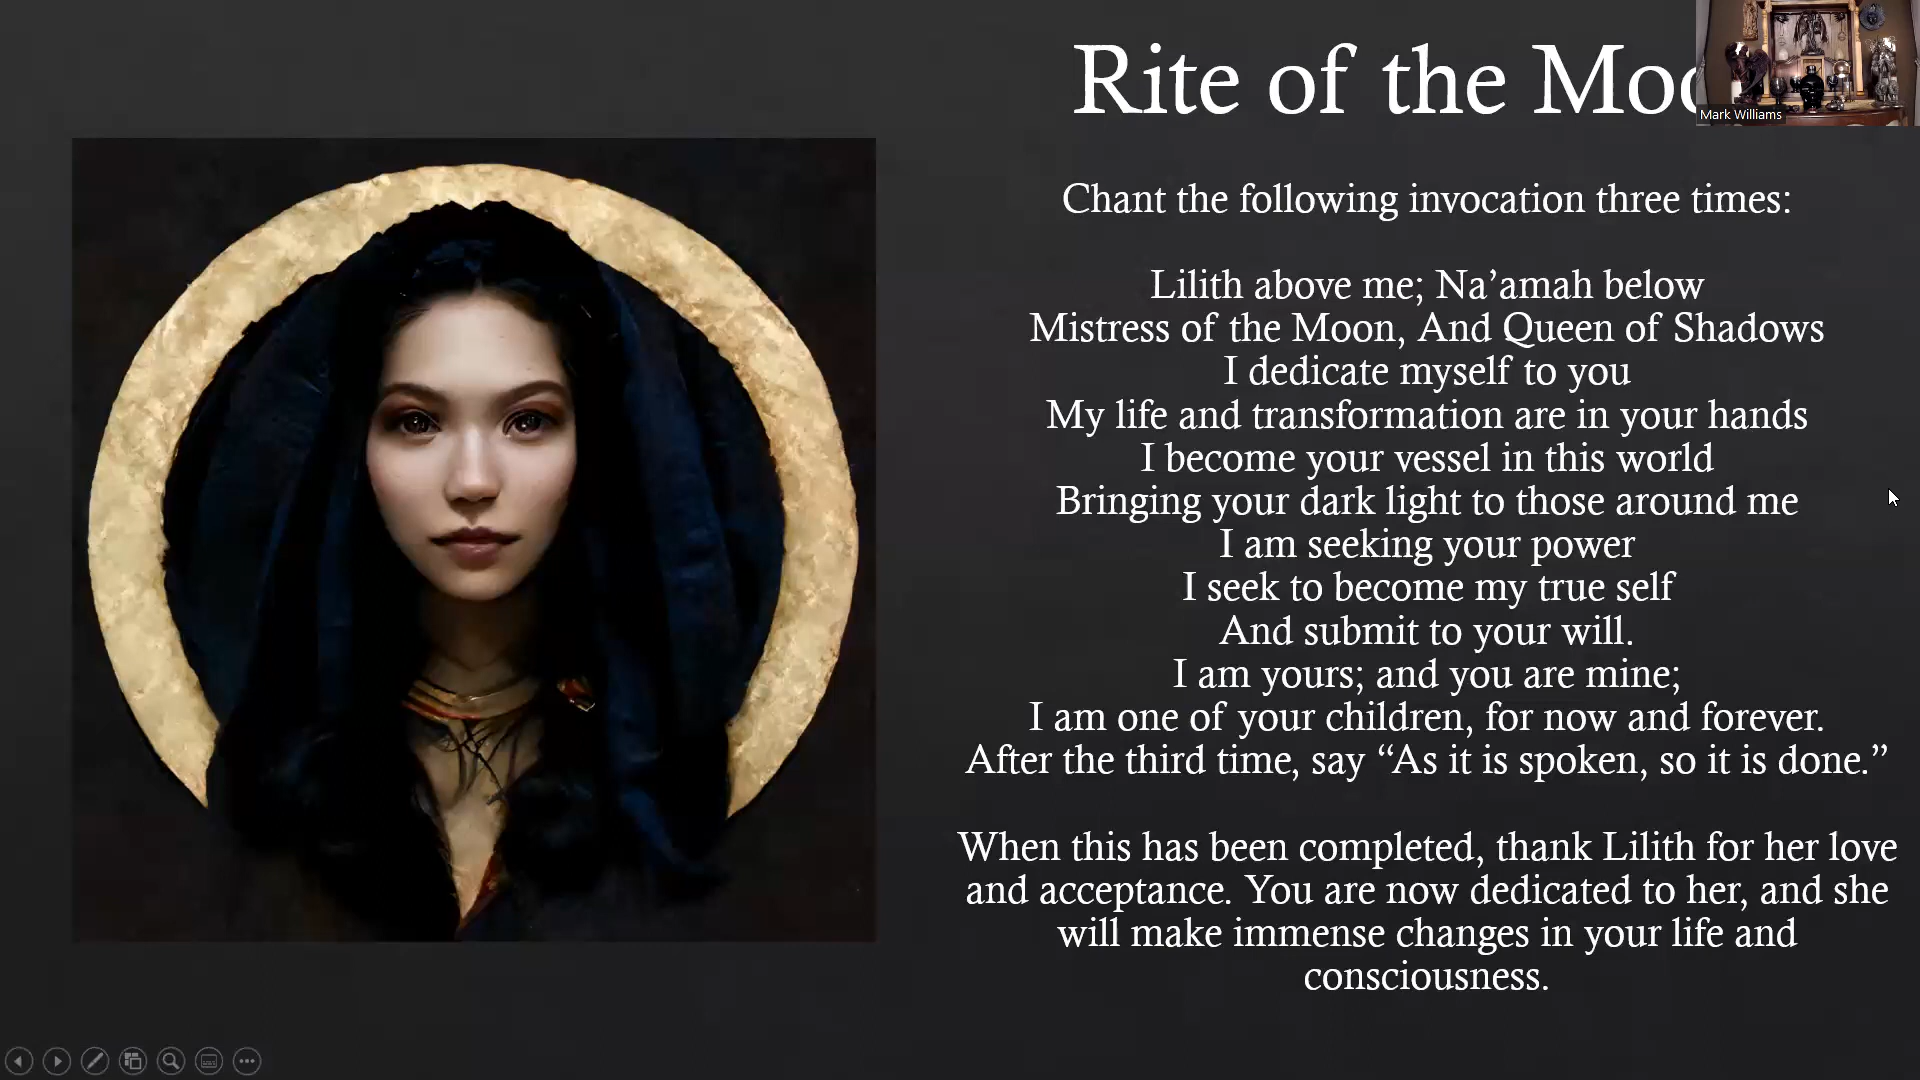 Rite of the
Mark Williams
Chant the following invocation three times:
Lilith above me; Na’amah below
Mistress of the Moon, And Queen of Shadows
I dedicate myself to you
My life and transformation are in your hands
I become your vessel in this world
Bringing your dark light to those around me
I am seeking your power
I seek to become my true self
And submit to your will.
I am yours; and you are mine;
I am one of your children, for now and forever.
After the third time, say “As it is spoken, so it is done.”
When this has been completed, thank Lilith for her love
and acceptance. You are now dedicated to her, and she
will make immense changes in your life and
consciousness.